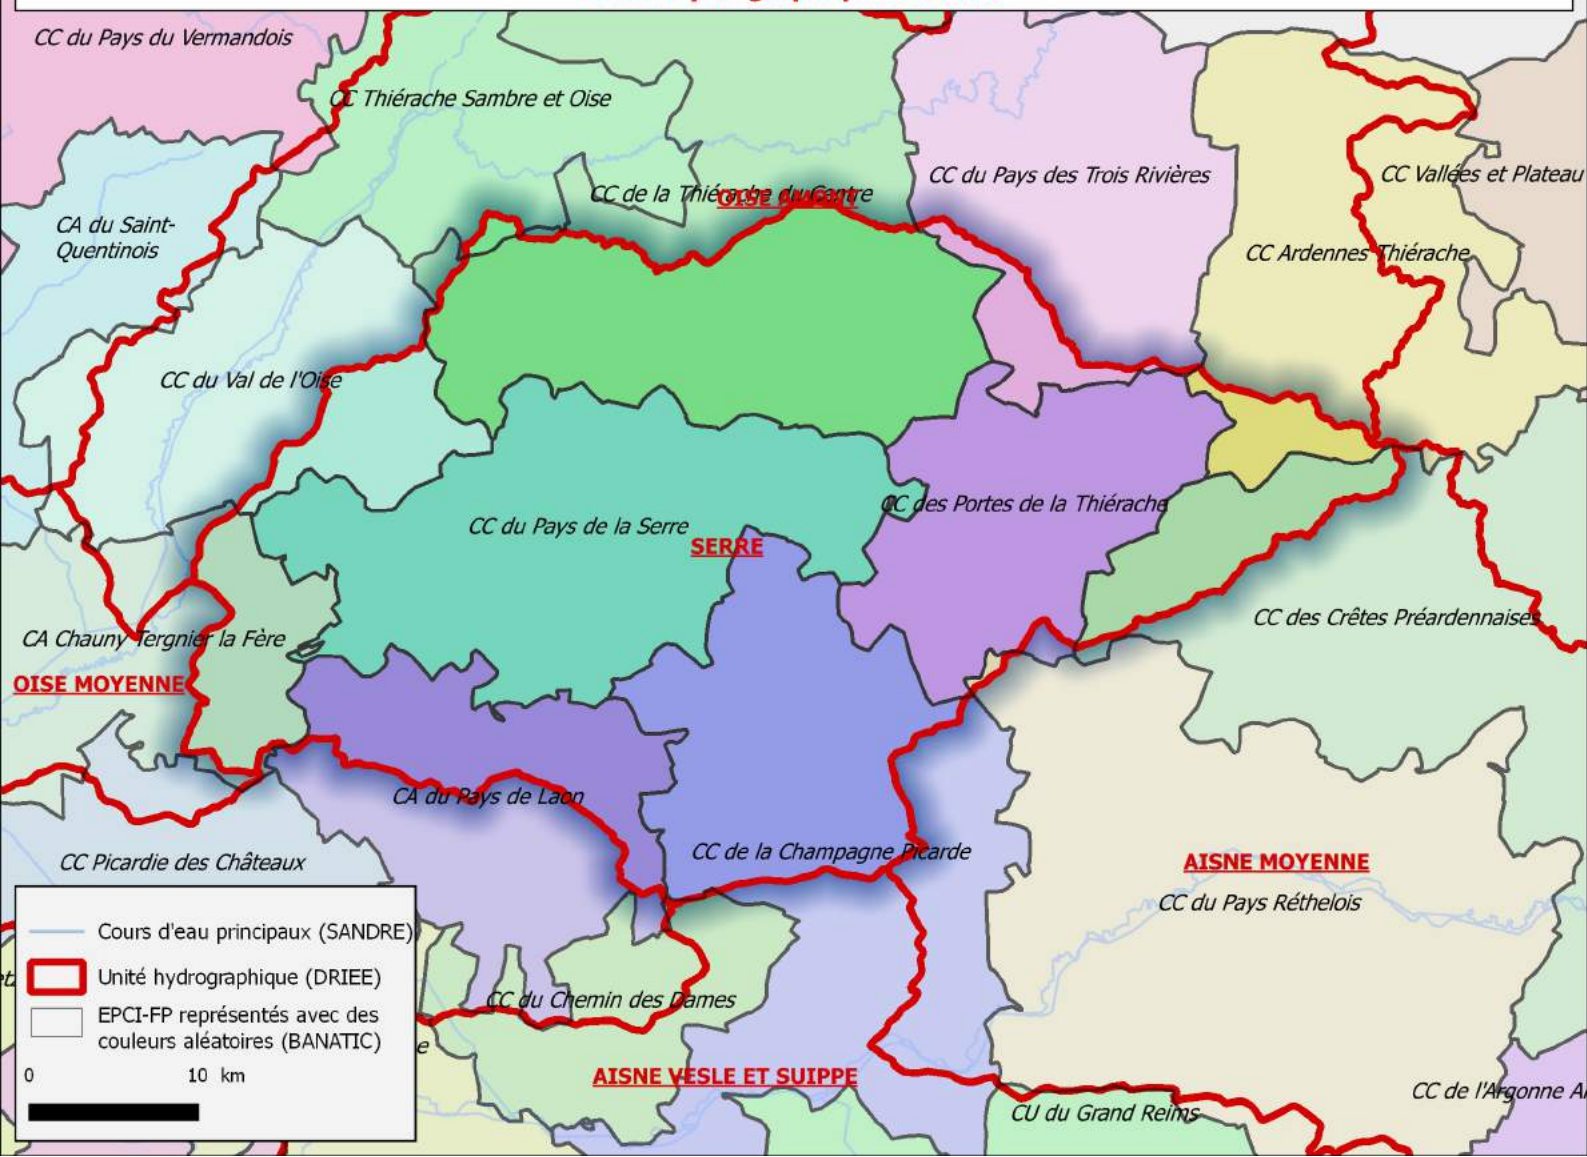 CC du Pays du Vermandois
CC Thiérache Sambre et Oise
CC du Pays des Trois Rivières
CC Vallées et Plateau
CC de la Thiérache du Centre
OISE AMONT
CA du Saint-
Quentinois
CC Ardennes Thiérache
CC du Val de l'Oise
CC des Portes de la Thiérache
CC du Pays de la Serre
SERRE
CC des Crêtes Préardennaises
CA Chauny Tergnier la Fère
OISE MOYENNE
CA du Pays de Laon
CC de la Champagne Picarde
CC Picardie des Châteaux
AISNE MOYENNE
CC du Pays Réthelois
CC du Chemin des Dames
AISNE VESLE ET SUIPPE
CC de l'Argonne A
CU du Grand Reims
Cours d'eau principaux (SANDRE)
Unité hydrographique (DRIEE)
EPCI-FP représentés avec des
couleurs aléatoires (BANATIC)
0 10 km